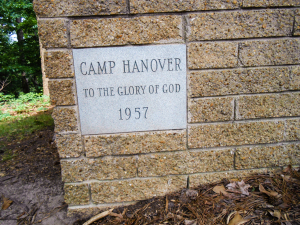 CAMP HANOVER
TO THE GLORY OF GOD
1957